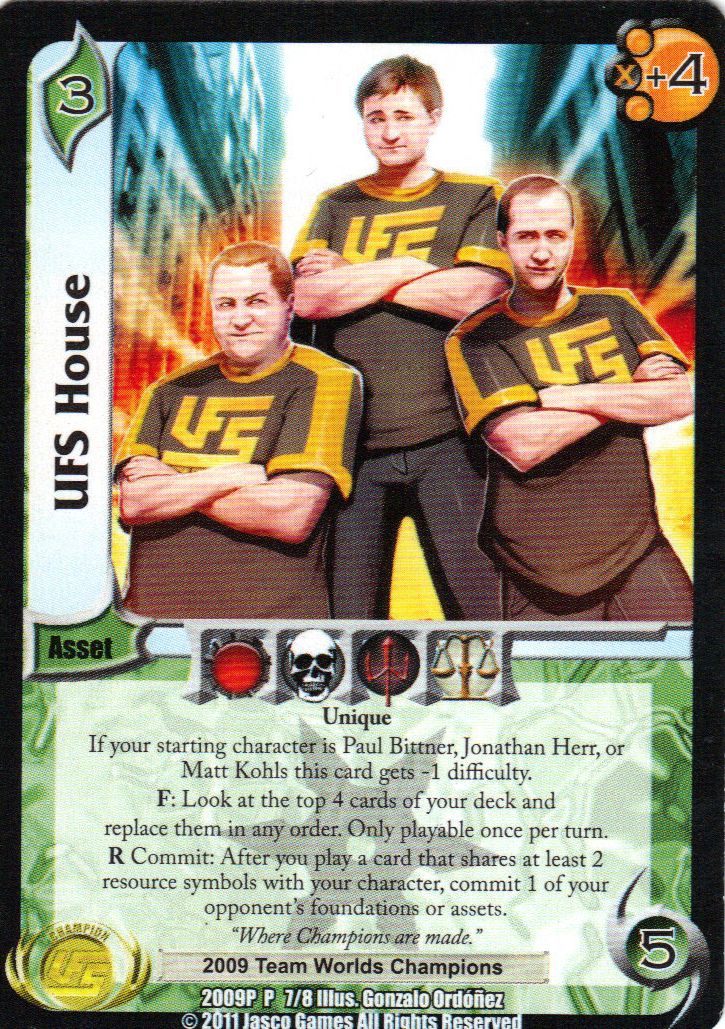 3
X +4
UFS
UFS
UFS
UFS House
Asset
Unique
If your starting character is Paul Bittner, Jonathan Herr, or
Matt Kohls this card gets -1 difficulty.
F: Look at the top 4 cards of your deck and
replace them in any order. Only playable once per turn.
R Commit: After you play a card that shares at least 2
resource symbols with your character, commit 1 of your
opponent's foundations or assets.
"Where Champions are made."
CHAMPION
UFS
2009 Team Worlds Champions
5
2009P P 7/8 Illus. Gonzalo Ordóñez
© 2011 Jasco Games All Rights Reserved